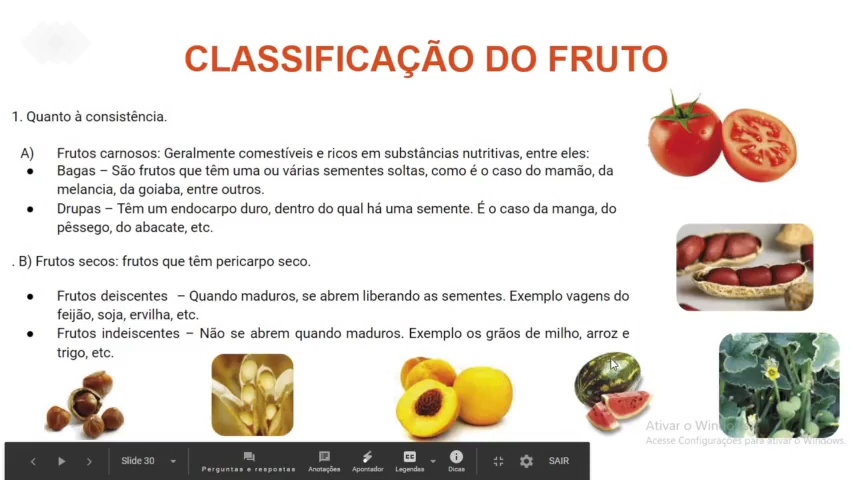 CLASSIFICAÇÃO DO FRUTO
1. Quanto à consistência.
A) Frutos carnosos: Geralmente comestíveis e ricos em substâncias nutritivas, entre eles:
● Bagas – São frutos que têm uma ou várias sementes soltas, como é o caso do mamão, da
melancia, da goiaba, entre outros.
● Drupas – Têm um endocarpo duro, dentro do qual há uma semente. É o caso da manga, do
pêssego, do abacate, etc.
. B) Frutos secos: frutos que têm pericarpo seco.
● Frutos deiscentes – Quando maduros, se abrem liberando as sementes. Exemplo vagens do
feijão, soja, ervilha, etc.
● Frutos indeiscentes – Não se abrem quando maduros. Exemplo os grãos de milho, arroz e
trigo, etc.
Ativar o Windows
Acesse Configurações para ativar o Windows.
Slide 30
Perguntas e respostas
Anotações
Apontador
Legendas
Dicas
SAIR